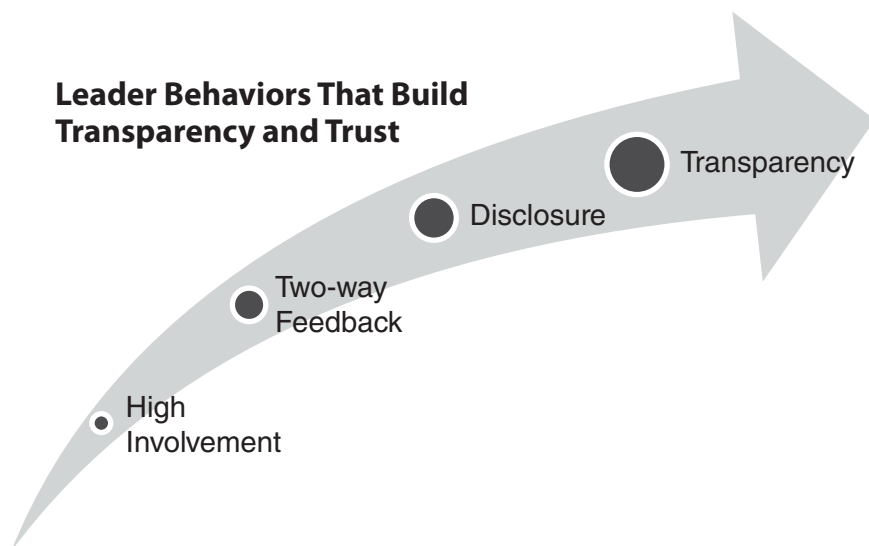 Leader Behaviors That Build
Transparency and Trust
Transparency
Disclosure
Two-way
Feedback
High
Involvement